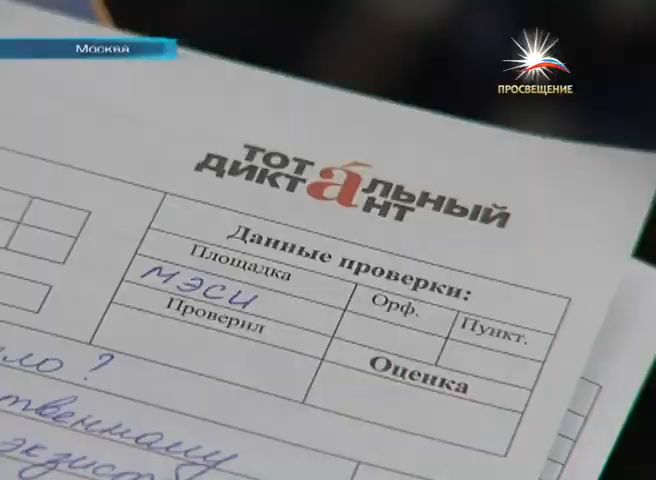 Москва
ПРОСВЕЩЕНИЕ
ТОТАЛЬНЫЙ
ДИКТАНТ
Данные проверки:
Площадка
Орф.
Пункт.
МЭСИ
Проверил
Оценка
?